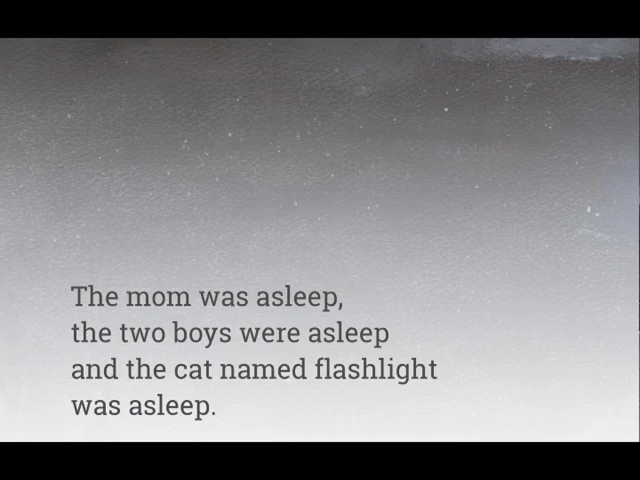 The mom was asleep,
the two boys were asleep
and the cat named flashlight
was asleep.